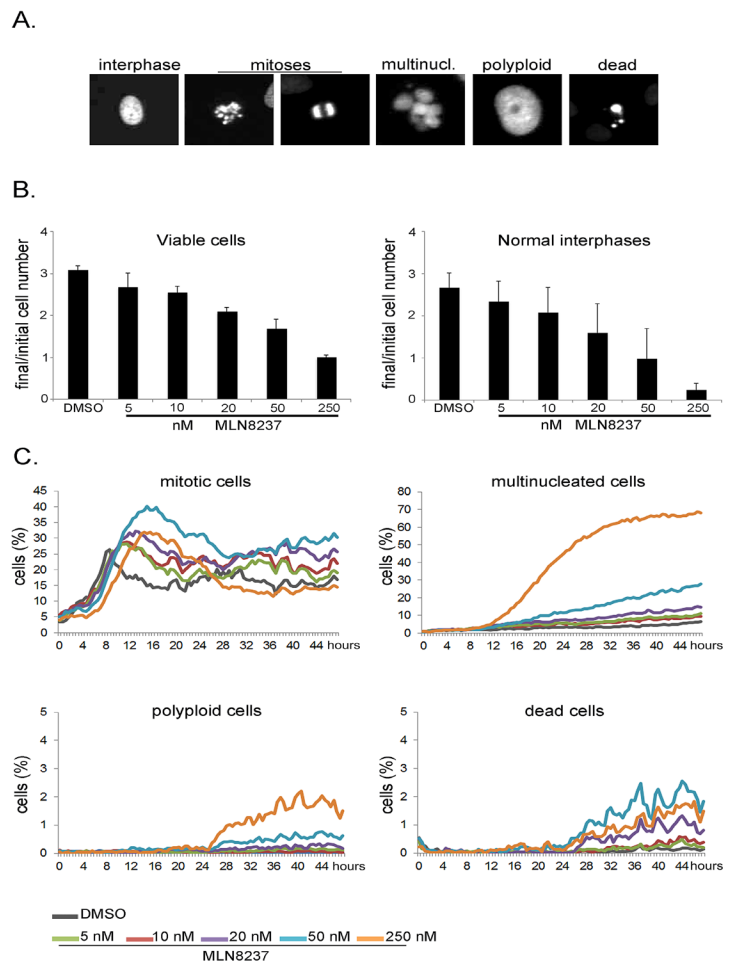 A.
interphase mitoses multinucl. polyploid dead
B.
Viable cells
final/initial cell number
4
3
2
1
0
DMSO 5 10 20 50 250
nM MLN8237
Normal interphases
final/initial cell number
4
3
2
1
0
DMSO 5 10 20 50 250
nM MLN8237
C.
mitotic cells
cells (%)
45
40
35
30
25
20
15
10
5
0
0 4 8 12 16 20 24 28 32 36 40 44 hours
multinucleated cells
cells (%)
80
70
60
50
40
30
20
10
0
0 4 8 12 16 20 24 28 32 36 40 44 hours
polyploid cells
cells (%)
5
4
3
2
1
0
0 4 8 12 16 20 24 28 32 36 40 44 hours
dead cells
cells (%)
5
4
3
2
1
0
0 4 8 12 16 20 24 28 32 36 40 44 hours
DMSO
5 nM 10 nM 20 nM 50 nM 250 nM
MLN8237